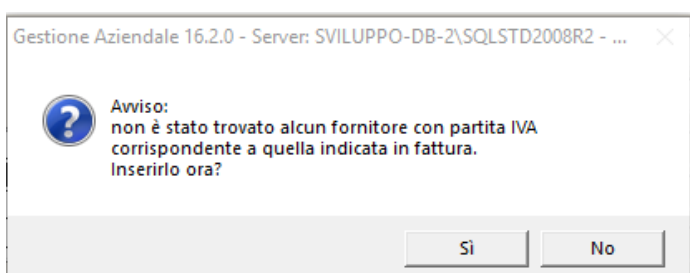 Gestione Aziendale 16.2.0 - Server: SVILUPPO-DB-2\SQLSTD2008R2 - ...
Avviso:
non è stato trovato alcun fornitore con partita IVA
corrispondente a quella indicata in fattura.
Inserirlo ora?
Sì
No